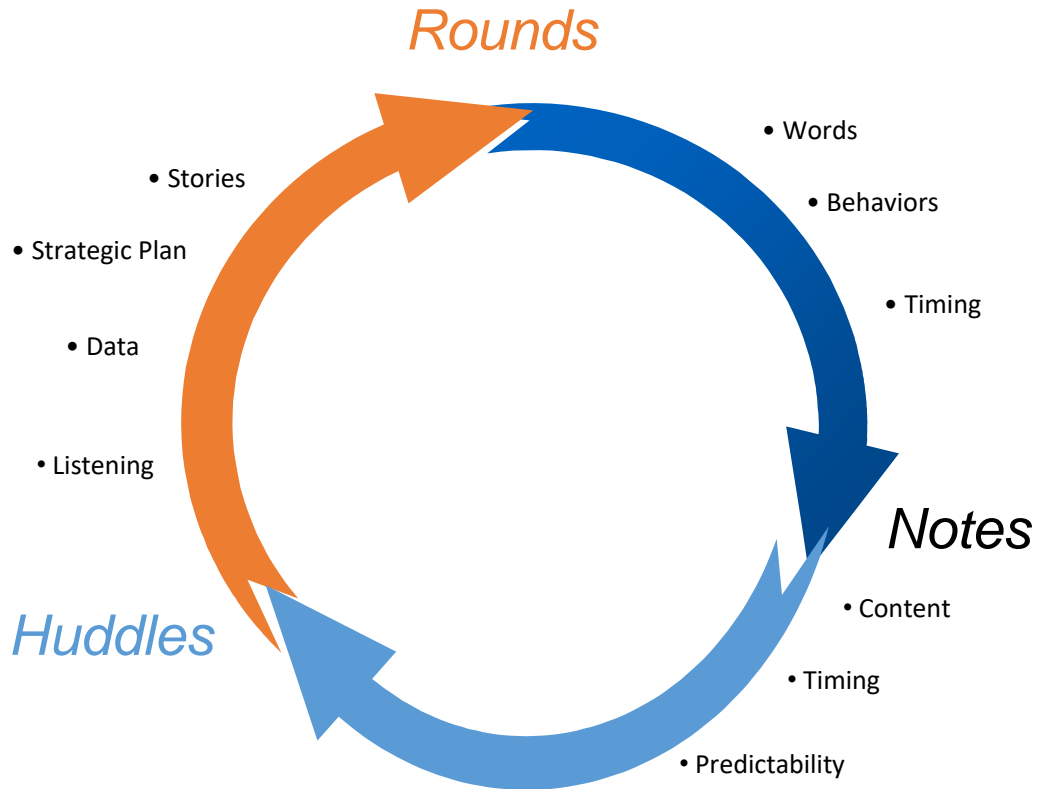 Rounds
• Words
• Behaviors
• Timing
Notes
• Content
• Timing
• Predictability
Huddles
• Listening
• Data
• Strategic Plan
• Stories